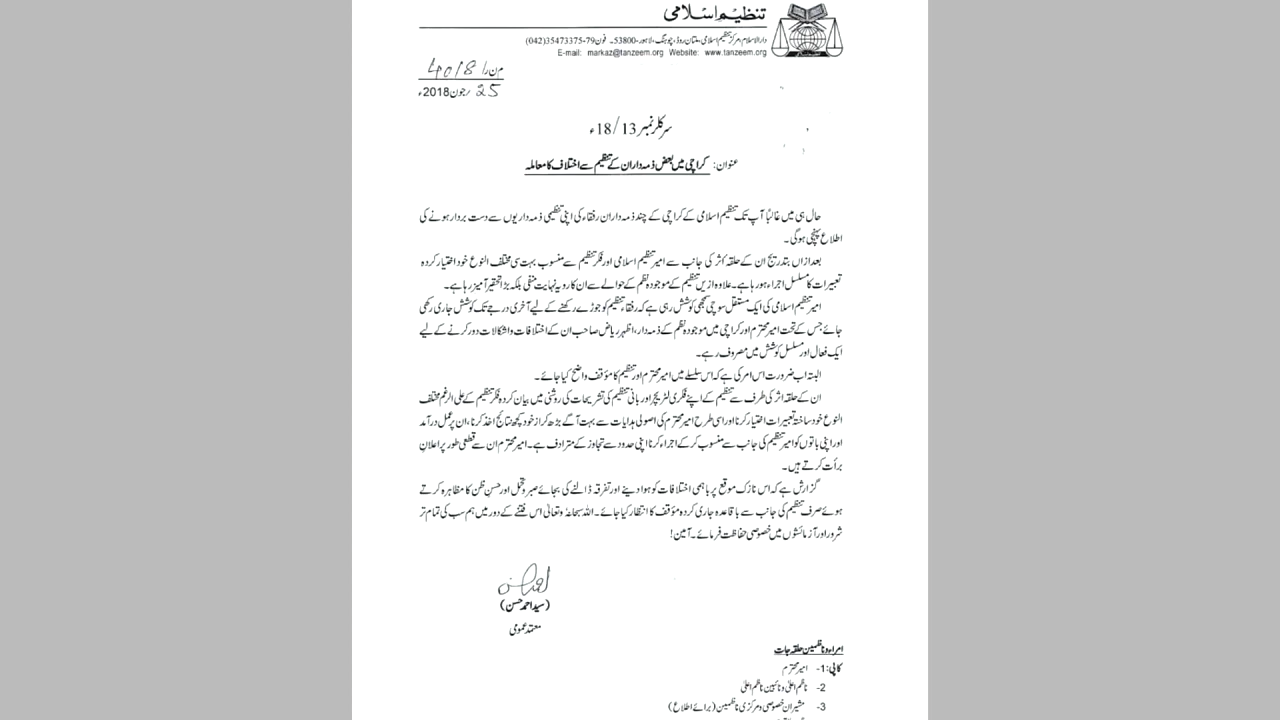 تنظیم اسلامی
دارالاسلام، مرکز تنظیم اسلامی، ملتان روڈ، چوہنگ، لاہور۔53800۔ فون 79-35473375(042)
E-mail: markaz@tanzeem.org Website: www.tanzeem.org
م ن ر/ 4018
25/جون 2018ء
سرکلر نمبر 13/ 18ء
عنوان: کراچی میں بعض ذمہ داران کے تنظیم سے اختلاف کا معاملہ
حال ہی میں غالباً آپ تک تنظیم اسلامی کے کراچی کے چند ذمہ داران رفقاء کی اپنی تنظیمی ذمہ داریوں سے دست بردار ہونے کی
اطلاع پہنچی ہوگی۔
بعد ازاں بتدریج ان کے حلقہ اثر کی جانب سے امیر تنظیم اسلامی اور فکر تنظیم سے منسوب بہت سی مختلف النوع خود اختیار کردہ
تعبیرات کا مسلسل اجراء ہو رہا ہے۔ علاوہ ازیں تنظیم کے موجودہ نظم کے حوالے سے ان کا رویہ نہایت منفی بلکہ بڑا تحقیر آمیز رہا ہے۔
امیر تنظیم اسلامی کی ایک مستقل سوچی سمجھی کوشش رہی ہے کہ رفقاء تنظیم کو جوڑے رکھنے کے لیے آخری درجے تک کوشش جاری رکھی
جائے جس کے تحت امیر محترم اور کراچی میں موجودہ نظم کے ذمہ دار، اظہر ریاض صاحب ان کے اختلافات و اشکالات دور کرنے کے لیے
ایک فعال اور مسلسل کوشش میں مصروف رہے۔
البتہ اب ضرورت اس امر کی ہے کہ اس سلسلے میں امیر محترم اور تنظیم کا مؤقف واضح کیا جائے۔
ان کے حلقہ اثر کی طرف سے تنظیم کے اپنے فکری لٹریچر اور بانی تنظیم کی تشریحات کی روشنی میں بیان کردہ فکر تنظیم کے علی الرغم مختلف
النوع خود ساختہ تعبیرات اختیار کرنا اور اسی طرح امیر محترم کی اصولی ہدایات سے بہت آگے بڑھ کر از خود کچھ نتائج اخذ کرنا، ان پر عمل درآمد
اور اپنی باتوں کو امیر تنظیم کی جانب سے منسوب کر کے اجراء کرنا اپنی حدود سے تجاوز کے مترادف ہے۔ امیر محترم ان سے قطعی طور پر اعلانِ
برأت کرتے ہیں۔
گزارش ہے کہ اس نازک موقع پر باہمی اختلافات کو ہوا دینے اور تفرقہ ڈالنے کی بجائے صبر و تحمل اور حسن ظن کا مظاہرہ کرتے
ہوئے صرف تنظیم کی جانب سے باقاعدہ جاری کردہ مؤقف کا انتظار کیا جائے۔ اللہ سبحانہٗ وتعالیٰ اس فتنے کے دور میں ہم سب کی تمام تر
شرور اور آزمائشوں میں خصوصی حفاظت فرمائے۔ آمین!
(سید احمد حسن)
معتمد عمومی
امراء و ناظمین حلقہ جات
کاپی: 1- امیر محترم
2- ناظم اعلیٰ و نائبین ناظم اعلیٰ
3- مشیران خصوصی و مرکزی ناظمین (برائے اطلاع)